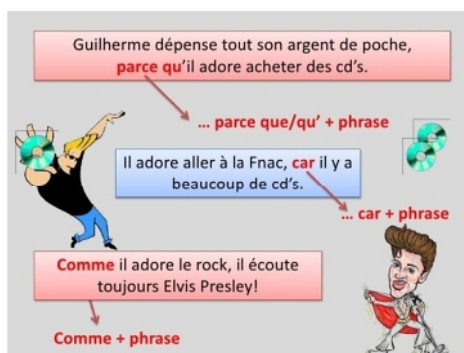 Guilherme dépense tout son argent de poche,
parce qu'il adore acheter des cd's.
... parce que/qu' + phrase
Il adore aller à la Fnac, car il y a
beaucoup de cd's.
... car + phrase
Comme il adore le rock, il écoute
toujours Elvis Presley!
Comme + phrase